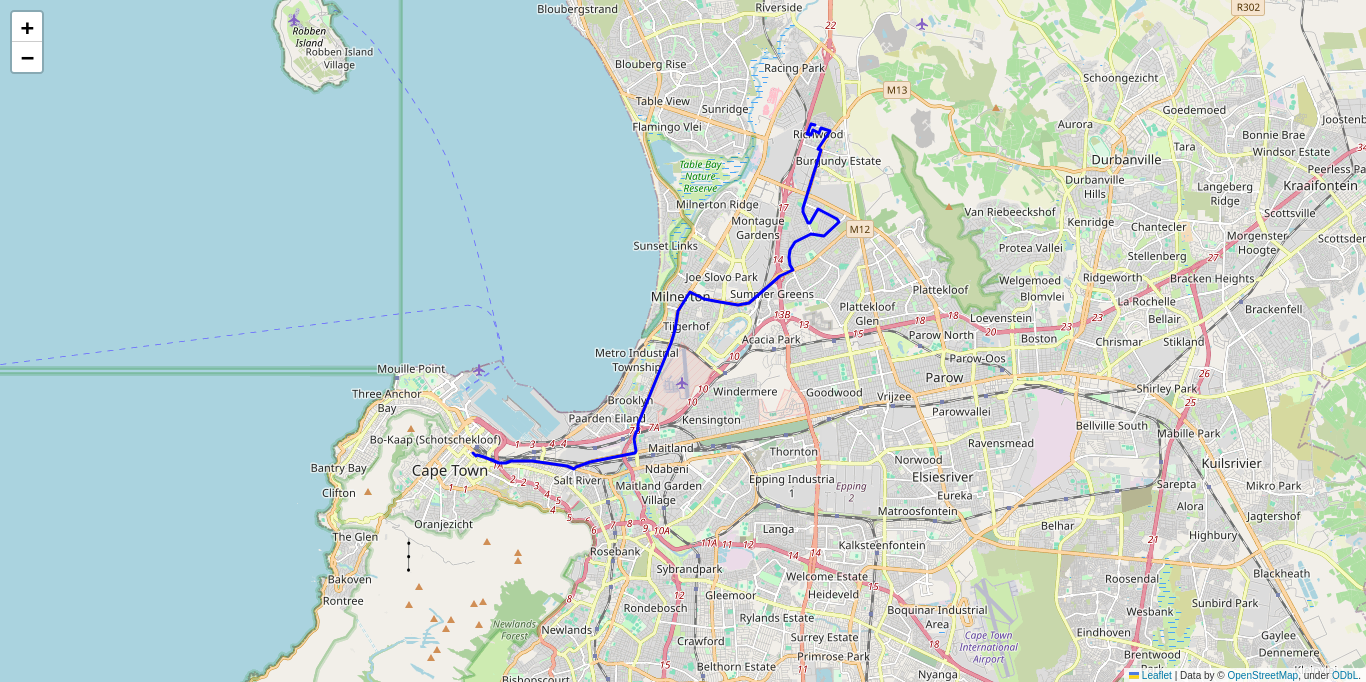 +
−
Bloubergstrand
Riverside
22
R302
Robben
Island
Robben Island
Village
Blouberg Rise
Racing Park
M13
Schoongezicht
Table View
Sunridge
Goedemoed
Flamingo Vlei
Aurora
Joostenb
Richwood
Bonnie Brae
Tara
Windsor Estate
34
Table Bay
Nature
Reserve
Burgundy Estate
Durbanville
Peerless Pa
Durbanville
Hills
Langeberg
Ridge
Kraaifontein
Milnerton Ridge
17
Van Riebeeckshof
Scottsville
Montague
Gardens
Kenridge
Chantecler
M12
Morgenster
Hoogte
Scottsden
Sunset Links
Protea Vallei
Stellenberg
14
Joe Slovo Park
Welgemoed
Ridgeworth
Bracken Heights
Milnerton
Summer Greens
Plattekloof
Blomvlei
La Rochelle
Plattekloof
Glen
Brackenfell
13B
13
18
18
Loevenstein
23
23
Bellair
Tijgerhof
15
20
Acacia Park
Parow North
Boston
Chrismar
Stikland
Metro Industrial
Township
10
Parow-Oos
Mouille Point
26
Parow
Three Anchor
Bay
10
Windermere
Goodwood
Vrijzee
Shirley Park
Brooklyn
10
25
Paarden Eiland
Kensington
Parowvallei
7A
Bellville South
Mabille Park
Bo-Kaap (Schotschekloof)
1 3 4 4
Maitland
Ravensmead
Thornton
Norwood
Kuilsrivier
Bantry Bay
Cape Town
Ndabeni
Elsiesriver
Salt River
2 2
Epping Industria
1
Epping
2
Sarepta
Mikro Park
Clifton
1 1
Maitland Garden
Village
5
Eureka
4
5
Matroosfontein
Alora
Jagtershof
Oranjezicht
6
7 8
9
10A
Langa
Belhar
Highbury
The Glen
11A
11
12
Kalksteenfontein
21
Rosebank
14
14
Sybrandpark
Blackheath
Bakoven
Welcome Estate
Roosendal
Rontree
8
Gleemoor
12
Heideveld
Sunbird Park
Rondebosch
Boquinar Industrial
Area
Wesbank
Newlands
Forest
Newlands
Rylands Estate
Cape Town
International
Airport
Eindhoven
Crawford
Surrey Estate
Gaylee
Primrose Park
Brentwood
Park
Dennemere
15
Belthorn Estate
11
Nyanga
Bishopscourt
Leaflet | Data by © OpenStreetMap, under ODbL.